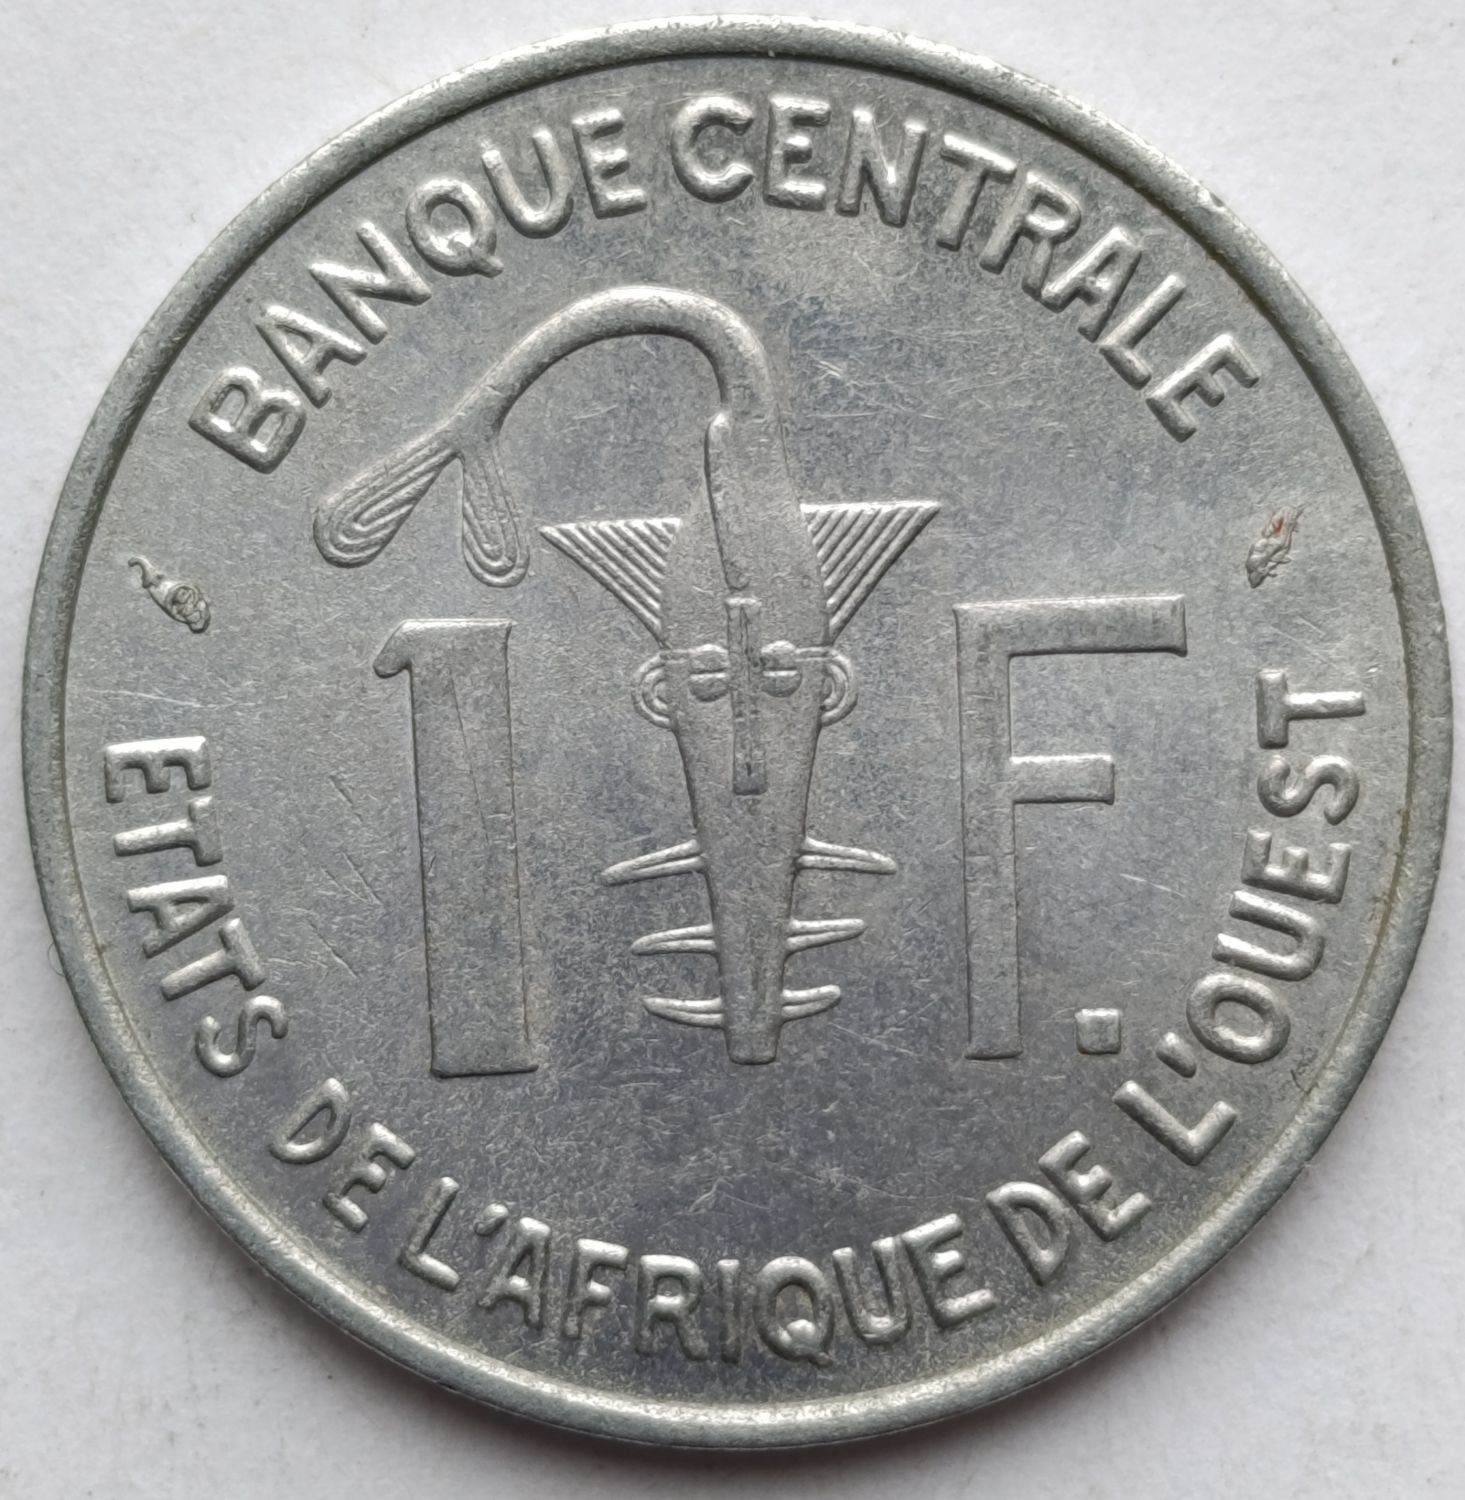 BANQUE CENTRALE
1 F.
ETATS DE L'AFRIQUE DE L'OUEST